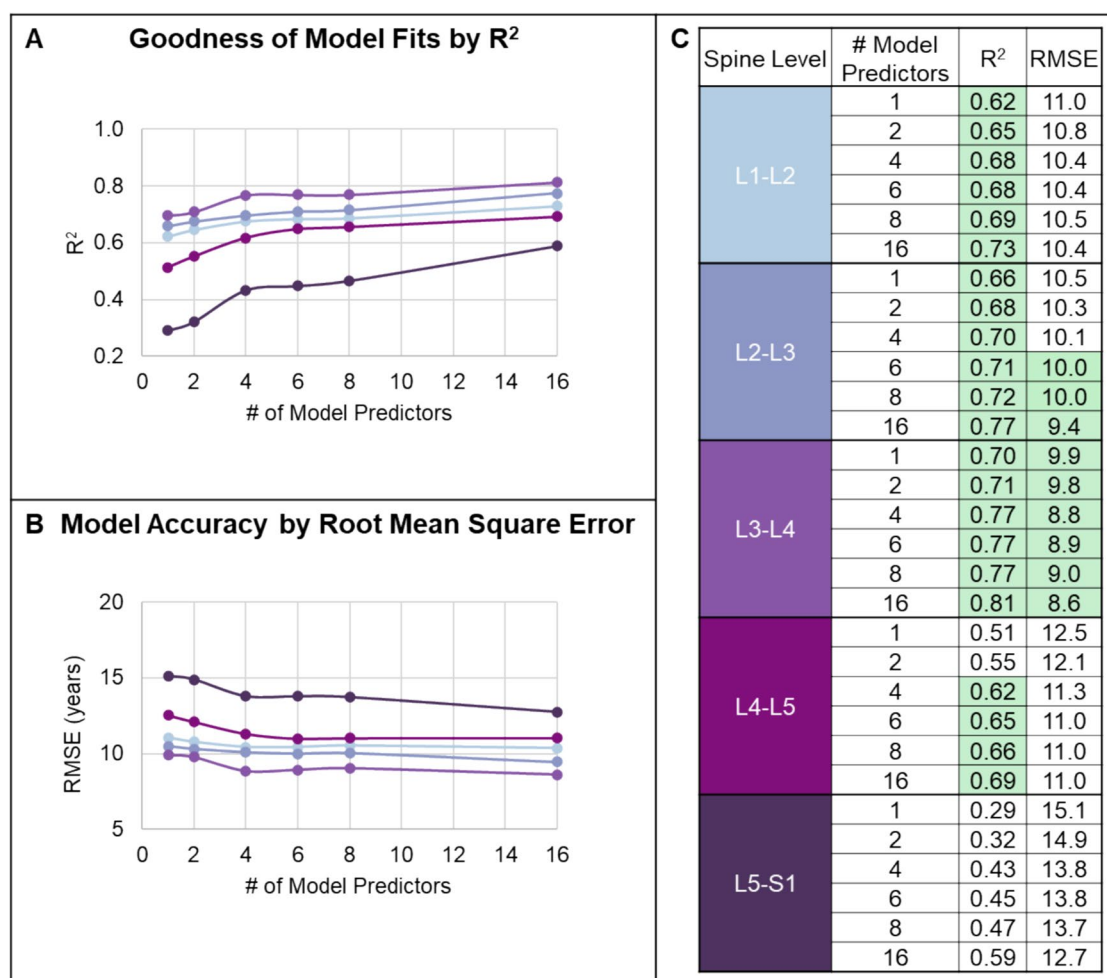 A Goodness of Model Fits by R²
1.0
0.8
0.6
0.4
0.2
R²
0 2 4 6 8 10 12 14 16
# of Model Predictors
B Model Accuracy by Root Mean Square Error
20
15
10
5
RMSE (years)
0 2 4 6 8 10 12 14 16
# of Model Predictors
C
Spine Level # Model Predictors R² RMSE
L1-L2
1 0.62 11.0
2 0.65 10.8
4 0.68 10.4
6 0.68 10.4
8 0.69 10.5
16 0.73 10.4
L2-L3
1 0.66 10.5
2 0.68 10.3
4 0.70 10.1
6 0.71 10.0
8 0.72 10.0
16 0.77 9.4
L3-L4
1 0.70 9.9
2 0.71 9.8
4 0.77 8.8
6 0.77 8.9
8 0.77 9.0
16 0.81 8.6
L4-L5
1 0.51 12.5
2 0.55 12.1
4 0.62 11.3
6 0.65 11.0
8 0.66 11.0
16 0.69 11.0
L5-S1
1 0.29 15.1
2 0.32 14.9
4 0.43 13.8
6 0.45 13.8
8 0.47 13.7
16 0.59 12.7